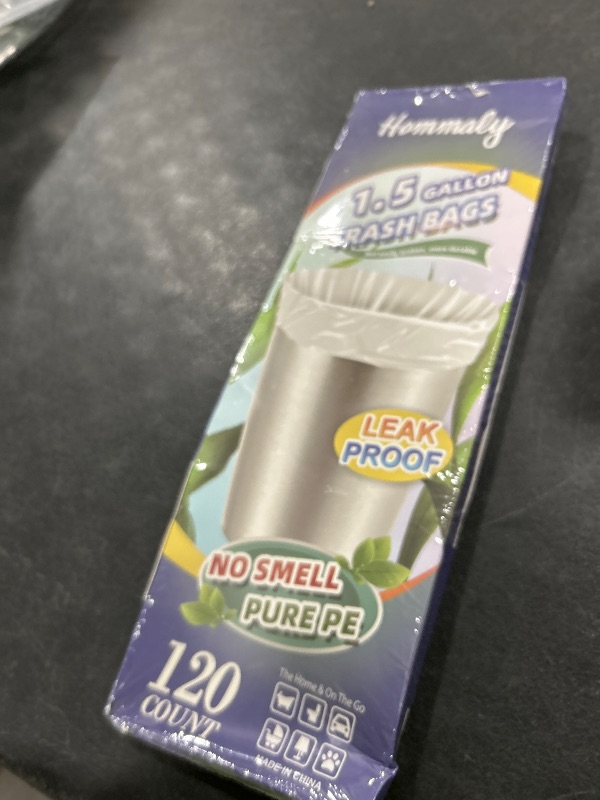 Hommaly
1.5 GALLON
TRASH BAGS
LEAK
PROOF
NO SMELL
PURE PE
120
COUNT
The Home & On The Go
MADE IN CHINA